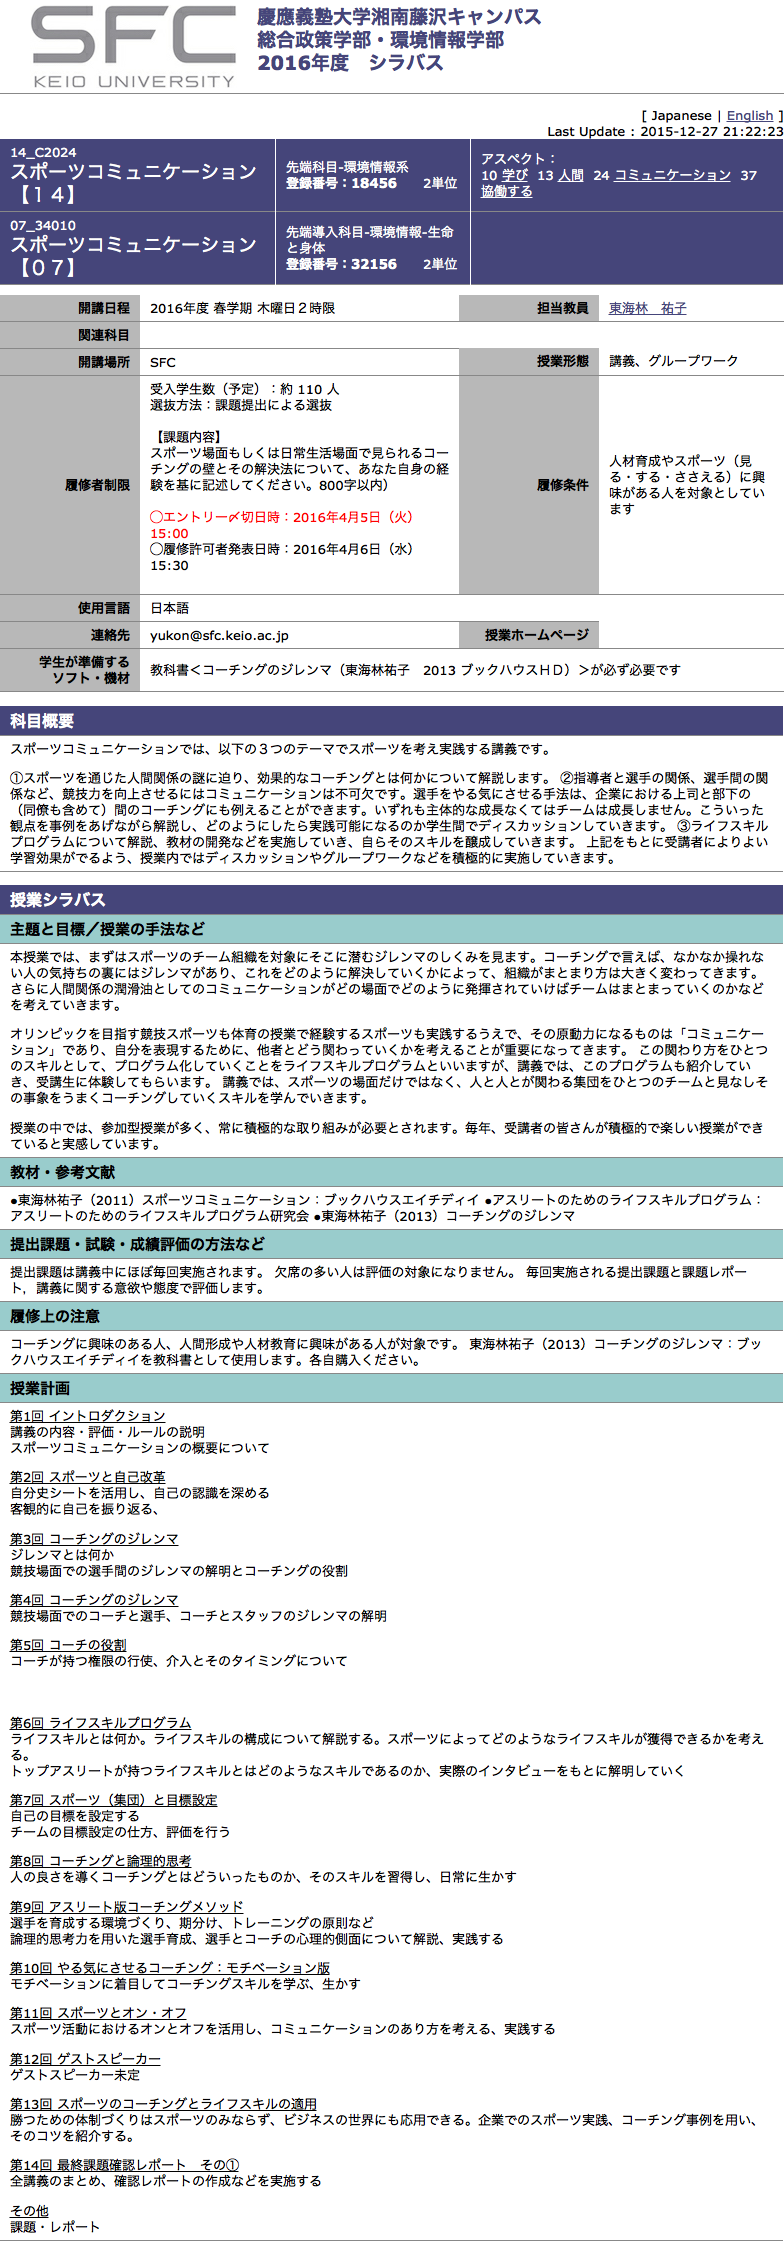 SFC
KEIO UNIVERSITY
慶應義塾大学湘南藤沢キャンパス
総合政策学部・環境情報学部
2016年度　シラバス
[ Japanese | English ]
Last Update : 2015-12-27 21:22:23
14_C2024
スポーツコミュニケーション
【１４】
先端科目-環境情報系
登録番号：18456　　2単位
アスペクト：
10 学び 13 人間 24 コミュニケーション 37
協働する
07_34010
スポーツコミュニケーション
【０７】
先端導入科目-環境情報-生命
と身体
登録番号：32156　　2単位
開講日程
2016年度 春学期 木曜日２時限
担当教員
東海林　祐子
関連科目
開講場所
SFC
授業形態
講義、グループワーク
履修者制限
受入学生数（予定）：約 110 人
選抜方法：課題提出による選抜
【課題内容】
スポーツ場面もしくは日常生活場面で見られるコー
チングの壁とその解決法について、あなた自身の経
験を基に記述してください。800字以内）
◯エントリー〆切日時：2016年4月5日（火）
15:00
◯履修許可者発表日時：2016年4月6日（水）
15:30
履修条件
人材育成やスポーツ（見
る・する・ささえる）に興
味がある人を対象としてい
ます
使用言語
日本語
連絡先
yukon@sfc.keio.ac.jp
授業ホームページ
学生が準備する
ソフト・機材
教科書＜コーチングのジレンマ（東海林祐子　2013 ブックハウスＨＤ）＞が必ず必要です
科目概要
スポーツコミュニケーションでは、以下の３つのテーマでスポーツを考え実践する講義です。
①スポーツを通じた人間関係の謎に迫り、効果的なコーチングとは何かについて解説します。 ②指導者と選手の関係、選手間の関
係など、競技力を向上させるにはコミュニケーションは不可欠です。選手をやる気にさせる手法は、企業における上司と部下の
（同僚も含めて）間のコーチングにも例えることができます。いずれも主体的な成長なくてはチームは成長しません。こういった
観点を事例をあげながら解説し、どのようにしたら実践可能になるのか学生間でディスカッションしていきます。 ③ライフスキル
プログラムについて解説、教材の開発などを実施していき、自らそのスキルを醸成していきます。 上記をもとに受講者によりよい
学習効果がでるよう、授業内ではディスカッションやグループワークなどを積極的に実施していきます。
授業シラバス
主題と目標／授業の手法など
本授業では、まずはスポーツのチーム組織を対象にそこに潜むジレンマのしくみを見ます。コーチングで言えば、なかなか操れな
い人の気持ちの裏にはジレンマがあり、これをどのように解決していくかによって、組織がまとまり方は大きく変わってきます。
さらに人間関係の潤滑油としてのコミュニケーションがどの場面でどのように発揮されていけばチームはまとまっていくのかなど
を考えていきます。
オリンピックを目指す競技スポーツも体育の授業で経験するスポーツも実践するうえで、その原動力になるものは「コミュニケー
ション」であり、自分を表現するために、他者とどう関わっていくかを考えることが重要になってきます。 この関わり方をひとつ
のスキルとして、プログラム化していくことをライフスキルプログラムといいますが、講義では、このプログラムも紹介してい
き、受講生に体験してもらいます。 講義では、スポーツの場面だけではなく、人と人とが関わる集団をひとつのチームと見なしそ
の事象をうまくコーチングしていくスキルを学んでいきます。
授業の中では、参加型授業が多く、常に積極的な取り組みが必要とされます。毎年、受講者の皆さんが積極的で楽しい授業ができ
ていると実感しています。
教材・参考文献
●東海林祐子（2011）スポーツコミュニケーション：ブックハウスエイチディイ ●アスリートのためのライフスキルプログラム：
アスリートのためのライフスキルプログラム研究会 ●東海林祐子（2013）コーチングのジレンマ
提出課題・試験・成績評価の方法など
提出課題は講義中にほぼ毎回実施されます。 欠席の多い人は評価の対象になりません。 毎回実施される提出課題と課題レポー
ト，講義に関する意欲や態度で評価します。
履修上の注意
コーチングに興味のある人、人間形成や人材教育に興味がある人が対象です。 東海林祐子（2013）コーチングのジレンマ：ブッ
クハウスエイチディイを教科書として使用します。各自購入ください。
授業計画
第1回 イントロダクション
講義の内容・評価・ルールの説明
スポーツコミュニケーションの概要について
第2回 スポーツと自己改革
自分史シートを活用し、自己の認識を深める
客観的に自己を振り返る、
第3回 コーチングのジレンマ
ジレンマとは何か
競技場面での選手間のジレンマの解明とコーチングの役割
第4回 コーチングのジレンマ
競技場面でのコーチと選手、コーチとスタッフのジレンマの解明
第5回 コーチの役割
コーチが持つ権限の行使、介入とそのタイミングについて
第6回 ライフスキルプログラム
ライフスキルとは何か。ライフスキルの構成について解説する。スポーツによってどのようなライフスキルが獲得できるかを考え
る。
トップアスリートが持つライフスキルとはどのようなスキルであるのか、実際のインタビューをもとに解明していく
第7回 スポーツ（集団）と目標設定
自己の目標を設定する
チームの目標設定の仕方、評価を行う
第8回 コーチングと論理的思考
人の良さを導くコーチングとはどういったものか、そのスキルを習得し、日常に生かす
第9回 アスリート版コーチングメソッド
選手を育成する環境づくり、期分け、トレーニングの原則など
論理的思考力を用いた選手育成、選手とコーチの心理的側面について解説、実践する
第10回 やる気にさせるコーチング：モチベーション版
モチベーションに着目してコーチングスキルを学ぶ、生かす
第11回 スポーツとオン・オフ
スポーツ活動におけるオンとオフを活用し、コミュニケーションのあり方を考える、実践する
第12回 ゲストスピーカー
ゲストスピーカー未定
第13回 スポーツのコーチングとライフスキルの適用
勝つための体制づくりはスポーツのみならず、ビジネスの世界にも応用できる。企業でのスポーツ実践、コーチング事例を用い、
そのコツを紹介する。
第14回 最終課題確認レポート　その①
全講義のまとめ、確認レポートの作成などを実施する
その他
課題・レポート